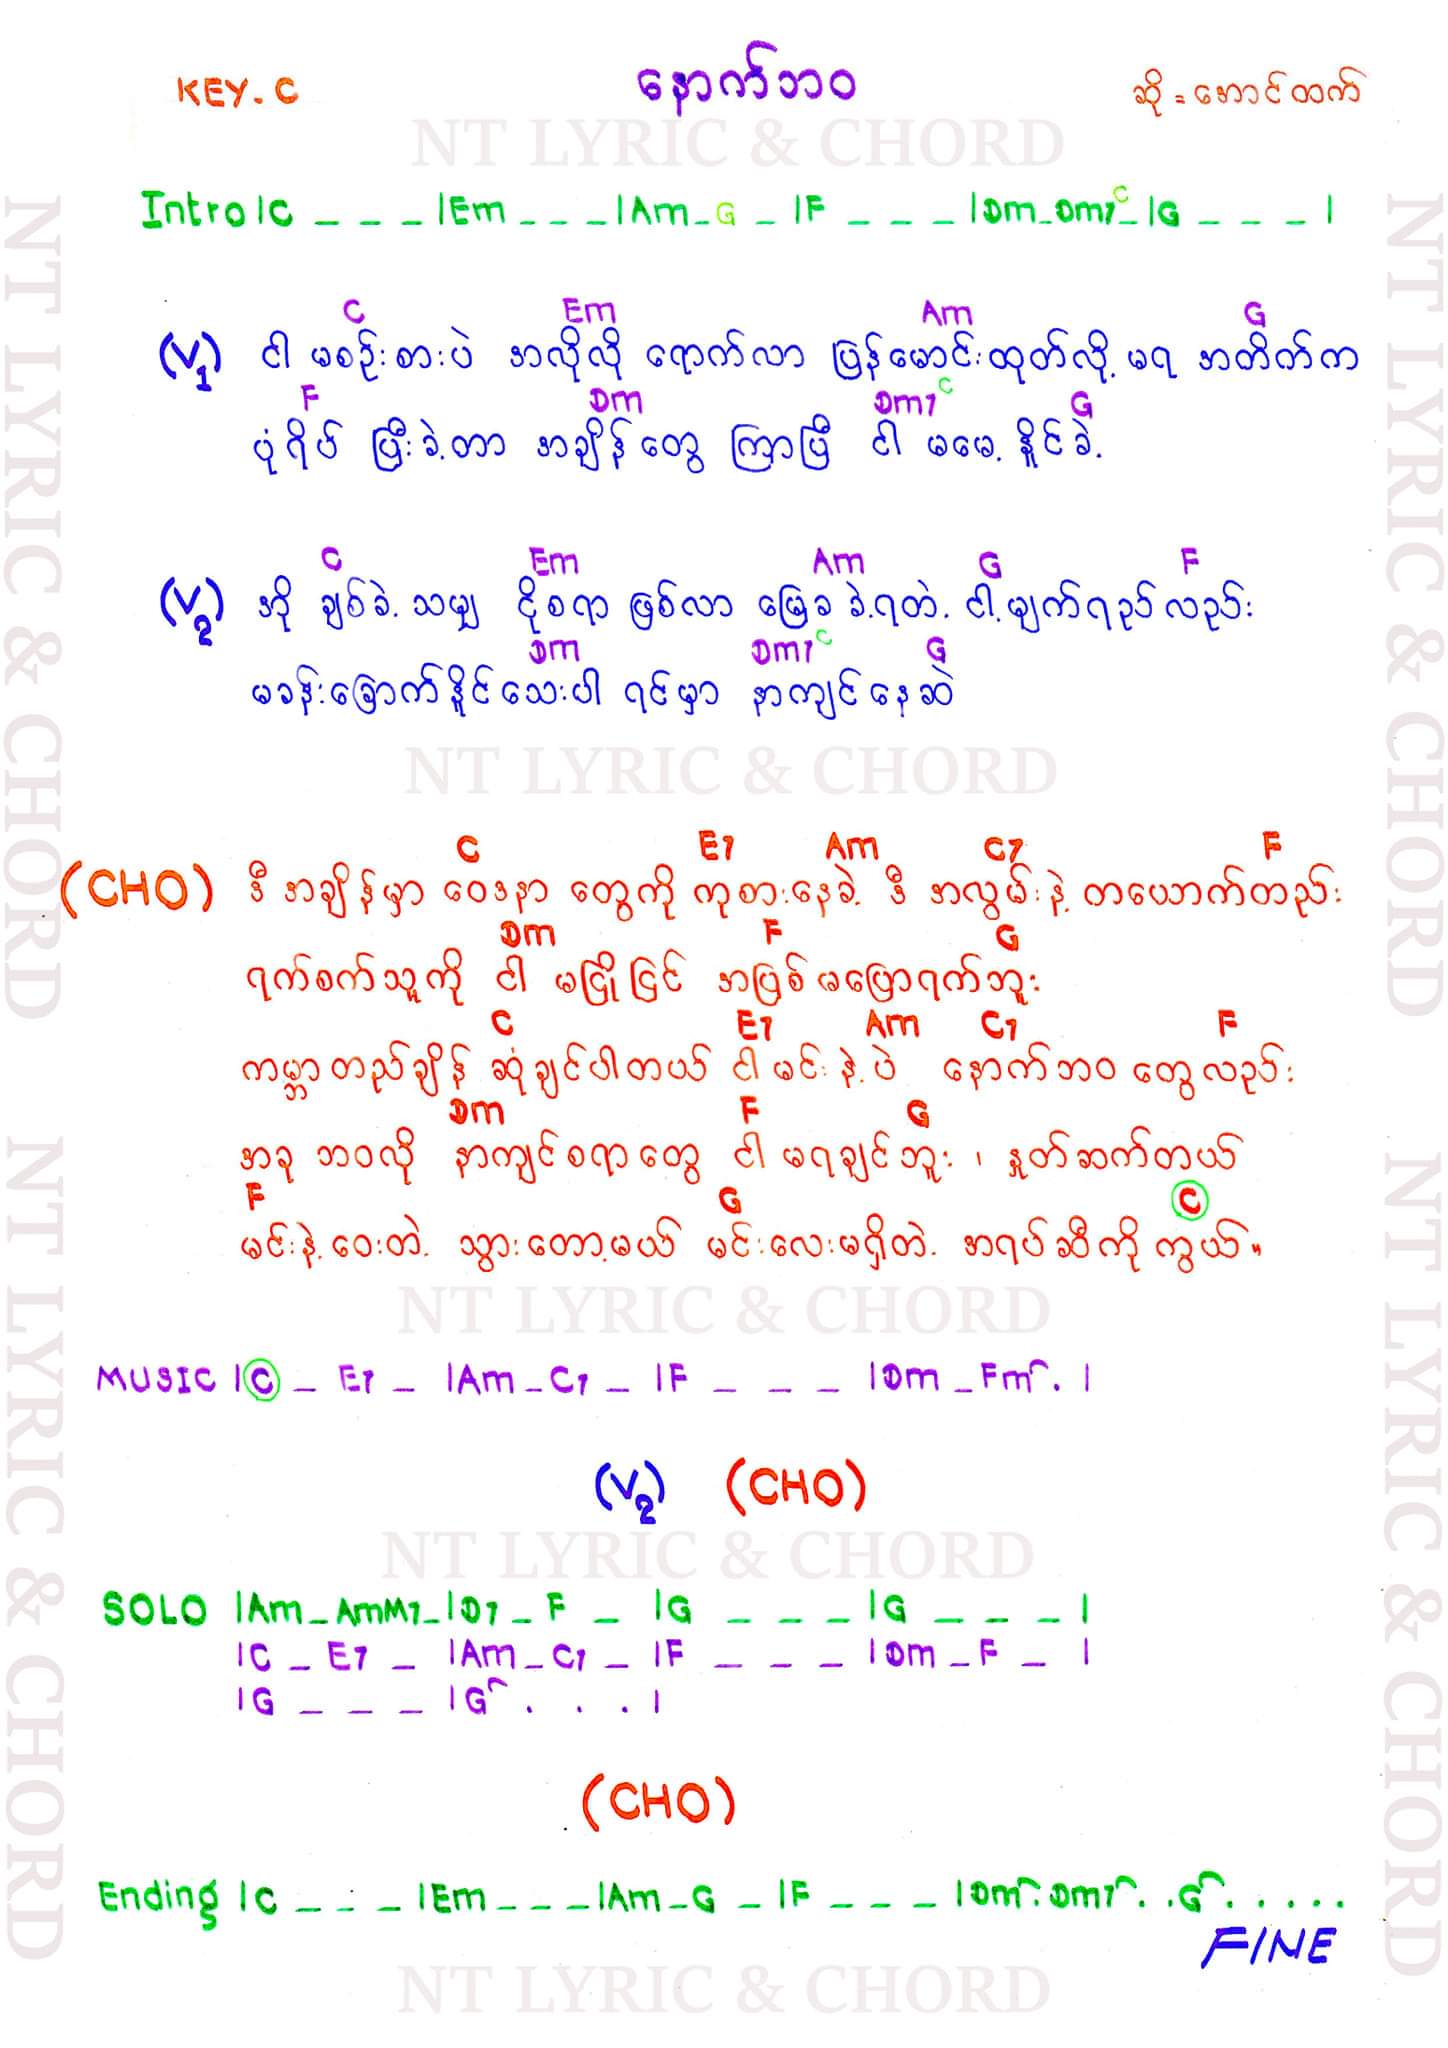 KEY. C
နောက်ဘဝ
ဆို = အောင်ထက်
NT LYRIC & CHORD
Intro |C _ _ _ |Em _ _ _ |Am _ G _ |F _ _ _ |Dm _ Dm7 C _ |G _ _ _ |
C Em Am G
(V1) ငါ မစဉ်းစားပဲ အလိုလို ရောက်လာ ပြန်မောင်းထုတ်လို့ မရ အတိတ်က
F Dm Dm7 C G
ပုံရိပ် ပြီးခဲ့တာ အချိန်တွေ ကြာပြီ ငါ မမေ့ နိုင်ခဲ့
C Em Am G F
(V2) အို ချစ်ခဲ့ သမျှ ငိုစရာ ဖြစ်လာ ခြေခ ခဲ့ရတဲ့ ငါ့မျက်ရည်လည်း
Dm Dm7 C G
မခန်းခြောက်နိုင်သေးပါ ရင်မှာ နာကျင်နေဆဲ
NT LYRIC & CHORD
C E7 Am C7 F
(CHO) ဒီ အချိန်မှာ ဝေဒနာ တွေကို ကုစားနေခဲ့ ဒီ အလွမ်းနဲ့ တယောက်တည်း
Dm F G
ရက်စက်သူကို ငါ မငြိုငြင် အပြစ်မပြောရက်ဘူး
C E7 Am C7 F
ကမ္ဘာတည်ချိန် ဆုံချင်ပါတယ် ငါမင်းနဲ့ပဲ နောက်ဘဝတွေလည်း
Dm F G
အခု ဘဝလို နာကျင်စရာတွေ ငါ မရချင်ဘူး ၊ နှုတ်ဆက်တယ်
F G C
မင်းနဲ့ ဝေးတဲ့ သွားတော့မယ် မင်းလေးမရှိတဲ့ အရပ်ဆီကိုကွယ်။
NT LYRIC & CHORD
MUSIC |C _ E7 _ |Am _ C7 _ |F _ _ _ |Dm _ Fm . |
(V2) (CHO)
NT LYRIC & CHORD
SOLO |Am _ AmM7 _ |D7 _ F _ |G _ _ _ |G _ _ _ |
|C _ E7 _ |Am _ C7 _ |F _ _ _ |Dm _ F _ |
|G _ _ _ |G . . . |
(CHO)
Ending |C _ _ _ |Em _ _ _ |Am _ G _ |F _ _ _ |Dm . Dm7 . . G . . . . .
FINE
NT LYRIC & CHORD
NT LYRIC & CHORD
NT LYRIC & CHORD
NT LYRIC & CHORD
NT LYRIC & CHORD